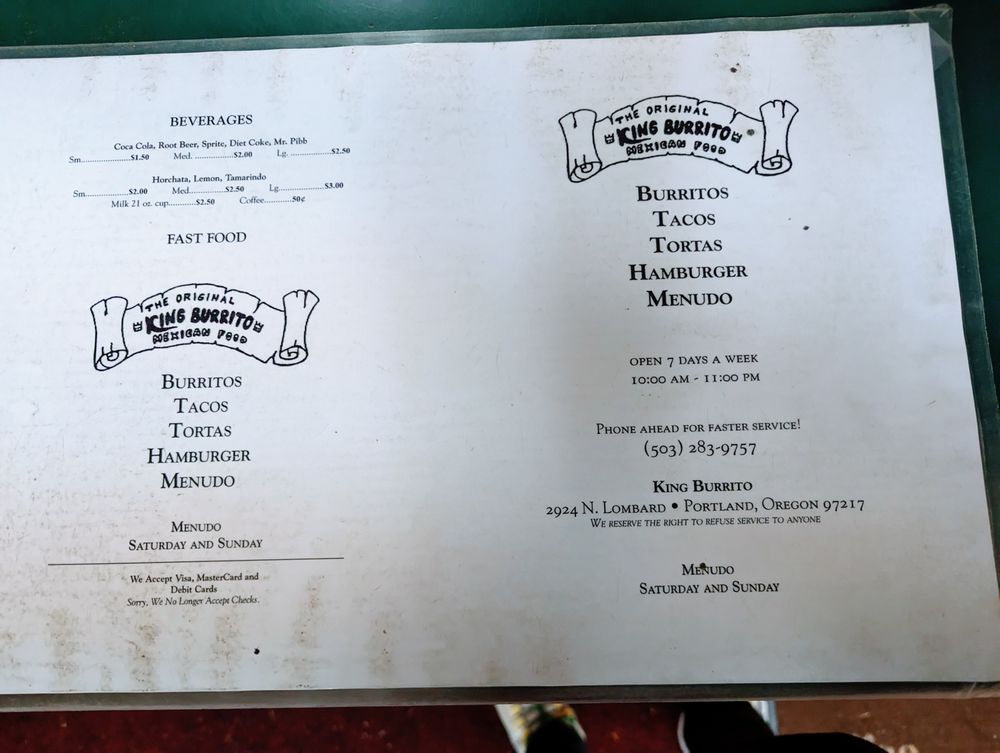 BEVERAGES
Coca Cola, Root Beer, Sprite, Diet Coke, Mr. Pibb
Sm.....................$1.50 Med. ................$2.00 Lg. .................$2.50
Horchata, Lemon, Tamarindo
Sm................$2.00 Med............$2.50 Lg..................$3.00
Milk 21 oz. cup...........$2.50 Coffee...........50¢
FAST FOOD
THE ORIGINAL
KING BURRITO
MEXICAN FOOD
BURRITOS
TACOS
TORTAS
HAMBURGER
MENUDO
MENUDO
SATURDAY AND SUNDAY
We Accept Visa, MasterCard and
Debit Cards
Sorry, We No Longer Accept Checks.
THE ORIGINAL
KING BURRITO
MEXICAN FOOD
BURRITOS
TACOS
TORTAS
HAMBURGER
MENUDO
OPEN 7 DAYS A WEEK
10:00 AM - 11:00 PM
PHONE AHEAD FOR FASTER SERVICE!
(503) 283-9757
KING BURRITO
2924 N. LOMBARD • PORTLAND, OREGON 97217
WE RESERVE THE RIGHT TO REFUSE SERVICE TO ANYONE
MENUDO
SATURDAY AND SUNDAY